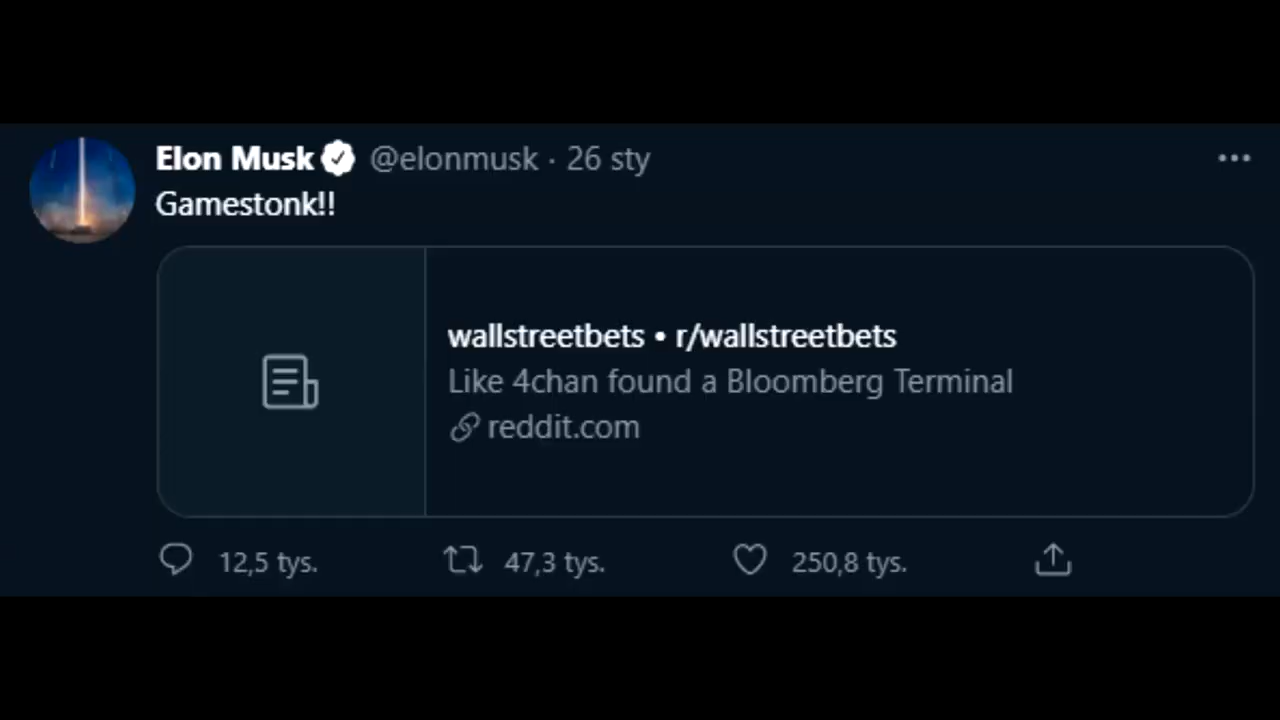 Elon Musk @elonmusk · 26 sty
Gamestonk!!
wallstreetbets • r/wallstreetbets
Like 4chan found a Bloomberg Terminal
reddit.com
12,5 tys. 47,3 tys. 250,8 tys.